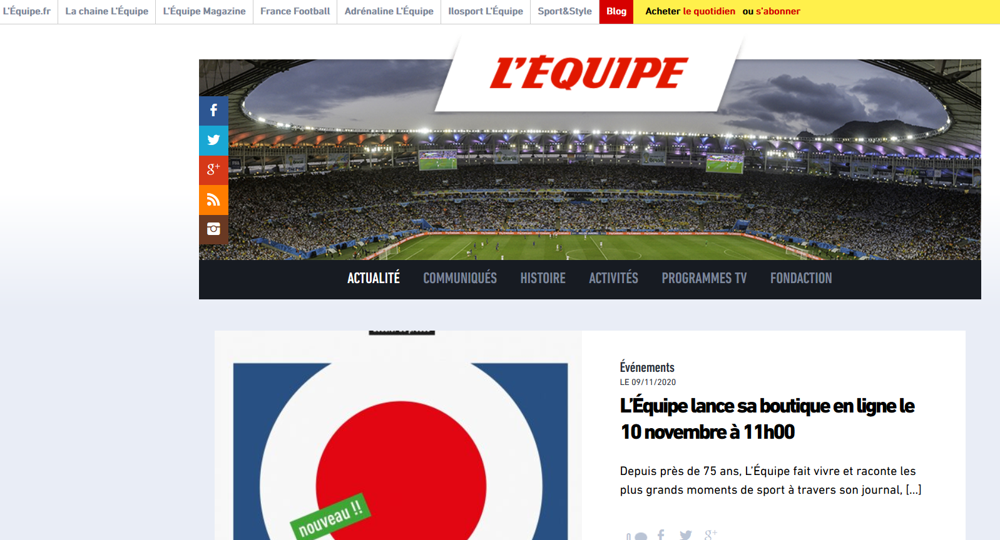 L'Équipe.fr La chaine L'Équipe L'Équipe Magazine France Football Adrénaline L'Équipe Ilosport L'Équipe Sport&Style Blog Acheter le quotidien ou s'abonner
L'ÉQUIPE
ACTUALITÉ COMMUNIQUÉS HISTOIRE ACTIVITÉS PROGRAMMES TV FONDACTION
Événements
LE 09/11/2020
L'Équipe lance sa boutique en ligne le
10 novembre à 11h00
Depuis près de 75 ans, L'Équipe fait vivre et raconte les
plus grands moments de sport à travers son journal, [...]
nouveau !!
0